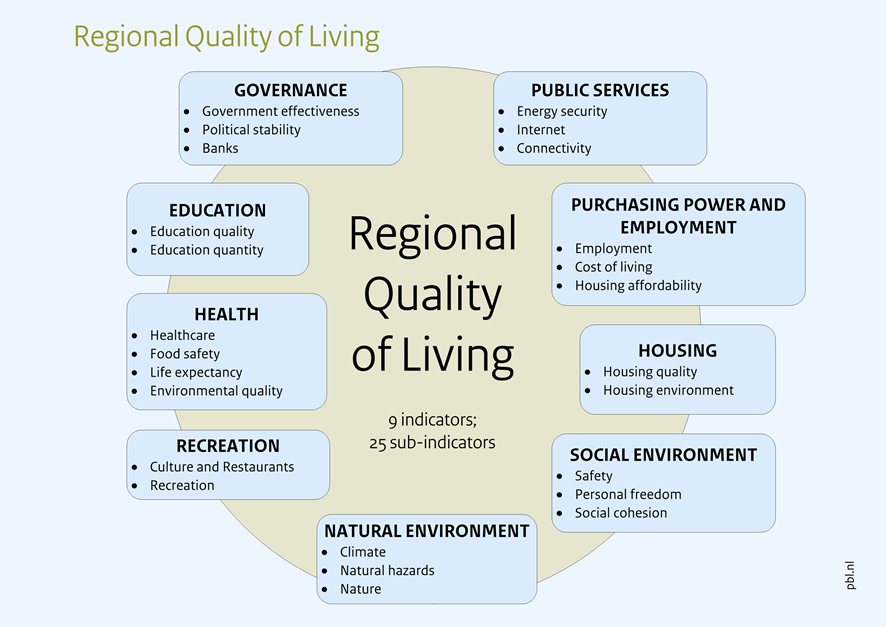 Regional Quality of Living
GOVERNANCE
Government effectiveness
Political stability
Banks
PUBLIC SERVICES
Energy security
Internet
Connectivity
EDUCATION
Education quality
Education quantity
PURCHASING POWER AND
EMPLOYMENT
Employment
Cost of living
Housing affordability
HEALTH
Healthcare
Food safety
Life expectancy
Environmental quality
HOUSING
Housing quality
Housing environment
RECREATION
Culture and Restaurants
Recreation
SOCIAL ENVIRONMENT
Safety
Personal freedom
Social cohesion
NATURAL ENVIRONMENT
Climate
Natural hazards
Nature
Regional
Quality
of Living
9 indicators;
25 sub-indicators
pbl.nl